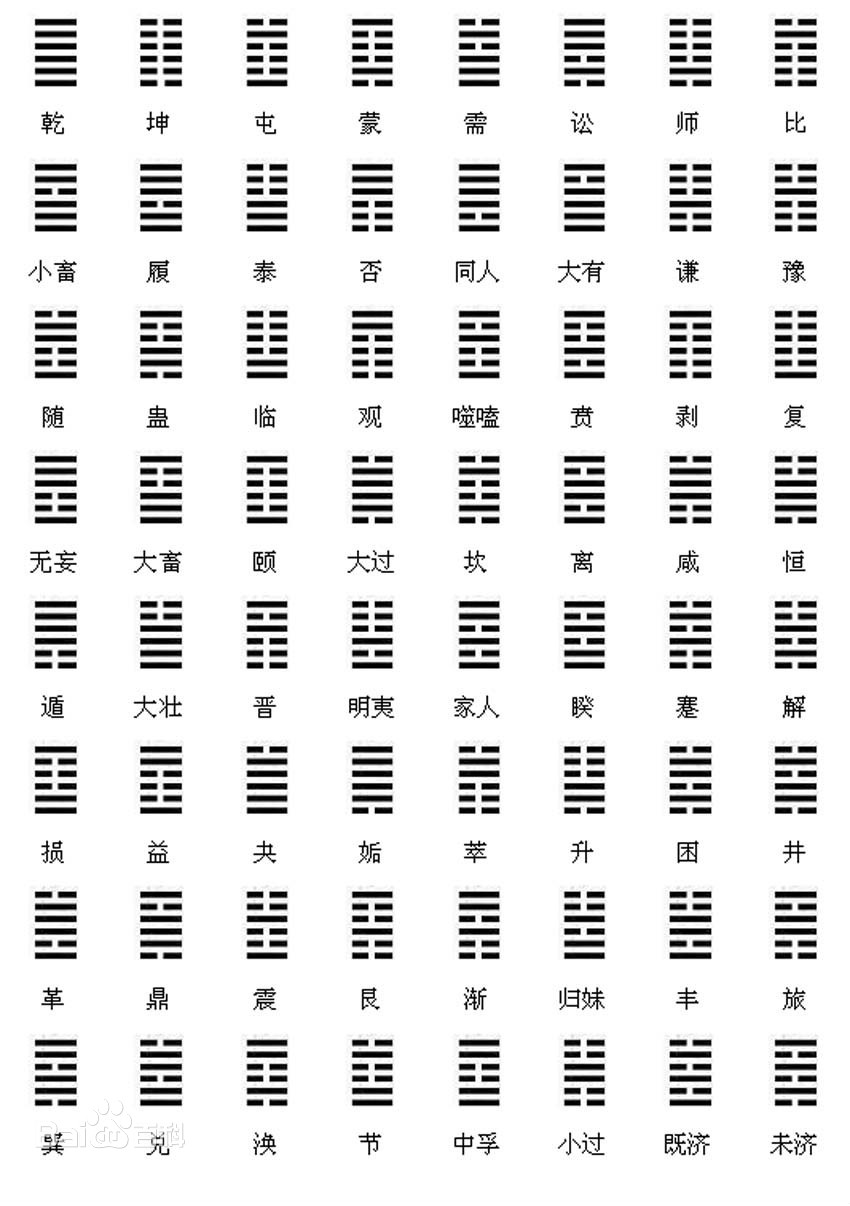 乾 坤 屯 蒙 需 讼 师 比
小畜 履 泰 否 同人 大有 谦 豫
随 蛊 临 观 噬嗑 贲 剥 复
无妄 大畜 颐 大过 坎 离 咸 恒
遁 大壮 晋 明夷 家人 睽 蹇 解
损 益 夬 姤 萃 升 困 井
革 鼎 震 艮 渐 归妹 丰 旅
巽 兑 涣 节 中孚 小过 既济 未济
Baidu百科